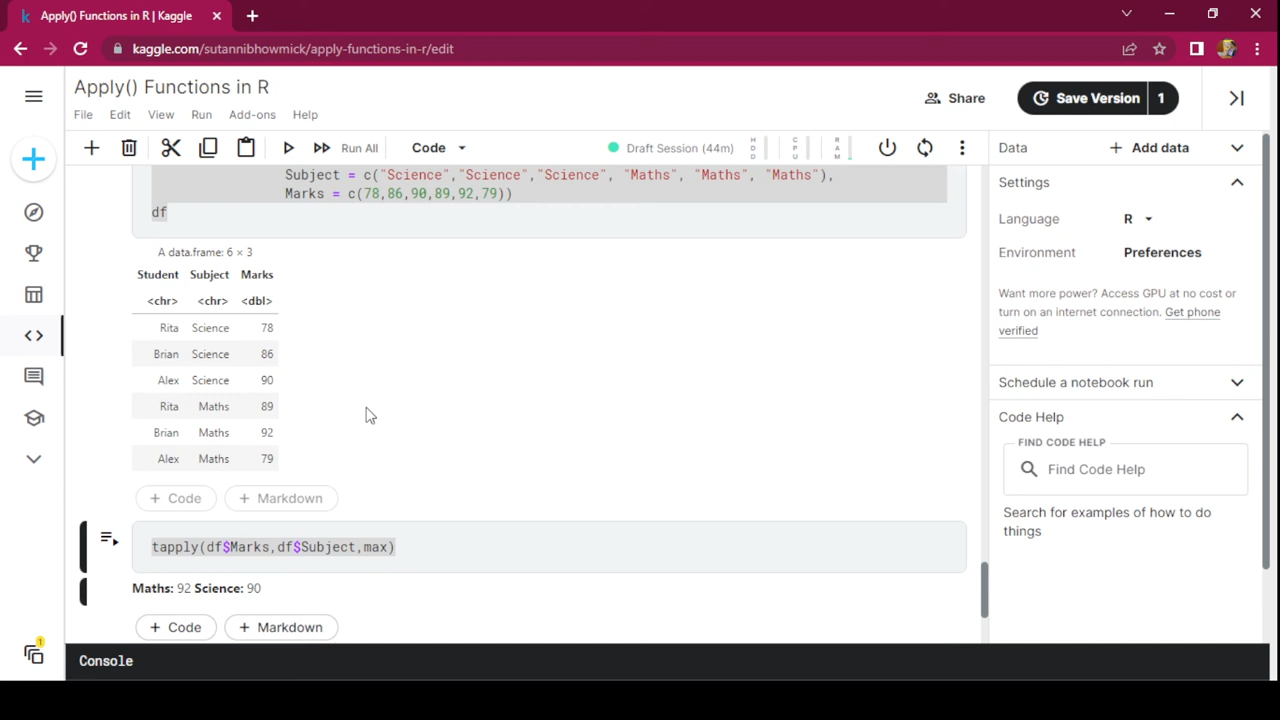 Apply() Functions in R | Kaggle
kaggle.com/sutannibhowmick/apply-functions-in-r/edit
Apply() Functions in R
File Edit View Run Add-ons Help
Share
Save Version 1
Run All
Code
Draft Session (44m)
HDD
CPU
RAM
Subject = c("Science","Science","Science", "Maths", "Maths", "Maths"),
Marks = c(78,86,90,89,92,79))
df
A data.frame: 6 × 3
Student Subject Marks
<chr> <chr> <dbl>
Rita Science 78
Brian Science 86
Alex Science 90
Rita Maths 89
Brian Maths 92
Alex Maths 79
+ Code + Markdown
tapply(df$Marks,df$Subject,max)
Maths: 92 Science: 90
+ Code + Markdown
Console
Data
+ Add data
Settings
Language R
Environment Preferences
Want more power? Access GPU at no cost or
turn on an internet connection. Get phone
verified
Schedule a notebook run
Code Help
FIND CODE HELP
Find Code Help
Search for examples of how to do
things
1